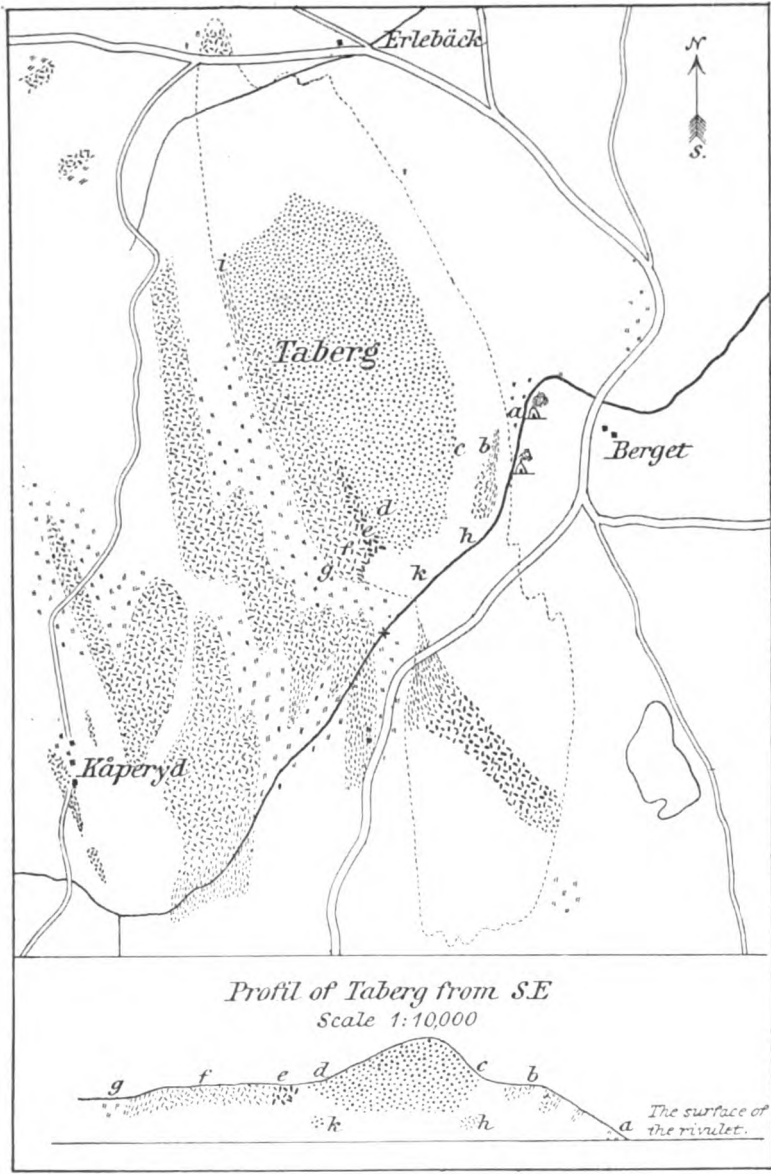 Erlebäck
N
S.
i
Taberg
a
c b
Berget
d
e
h
f
g
k
Kåperyd
Profil of Taberg from S.E
Scale 1:10,000
g f e d c b
k h a
The surface of
the rivulet.